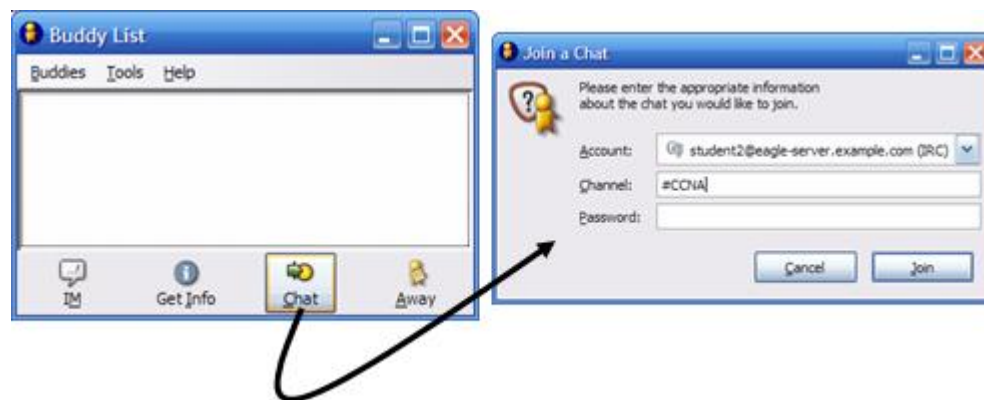 Buddy List
Buddies Tools Help
IM
Get Info
Chat
Away
Join a Chat
Please enter the appropriate information
about the chat you would like to join.
Account: student2@eagle-server.example.com (IRC)
Channel: #CCNA
Password:
Cancel
Join